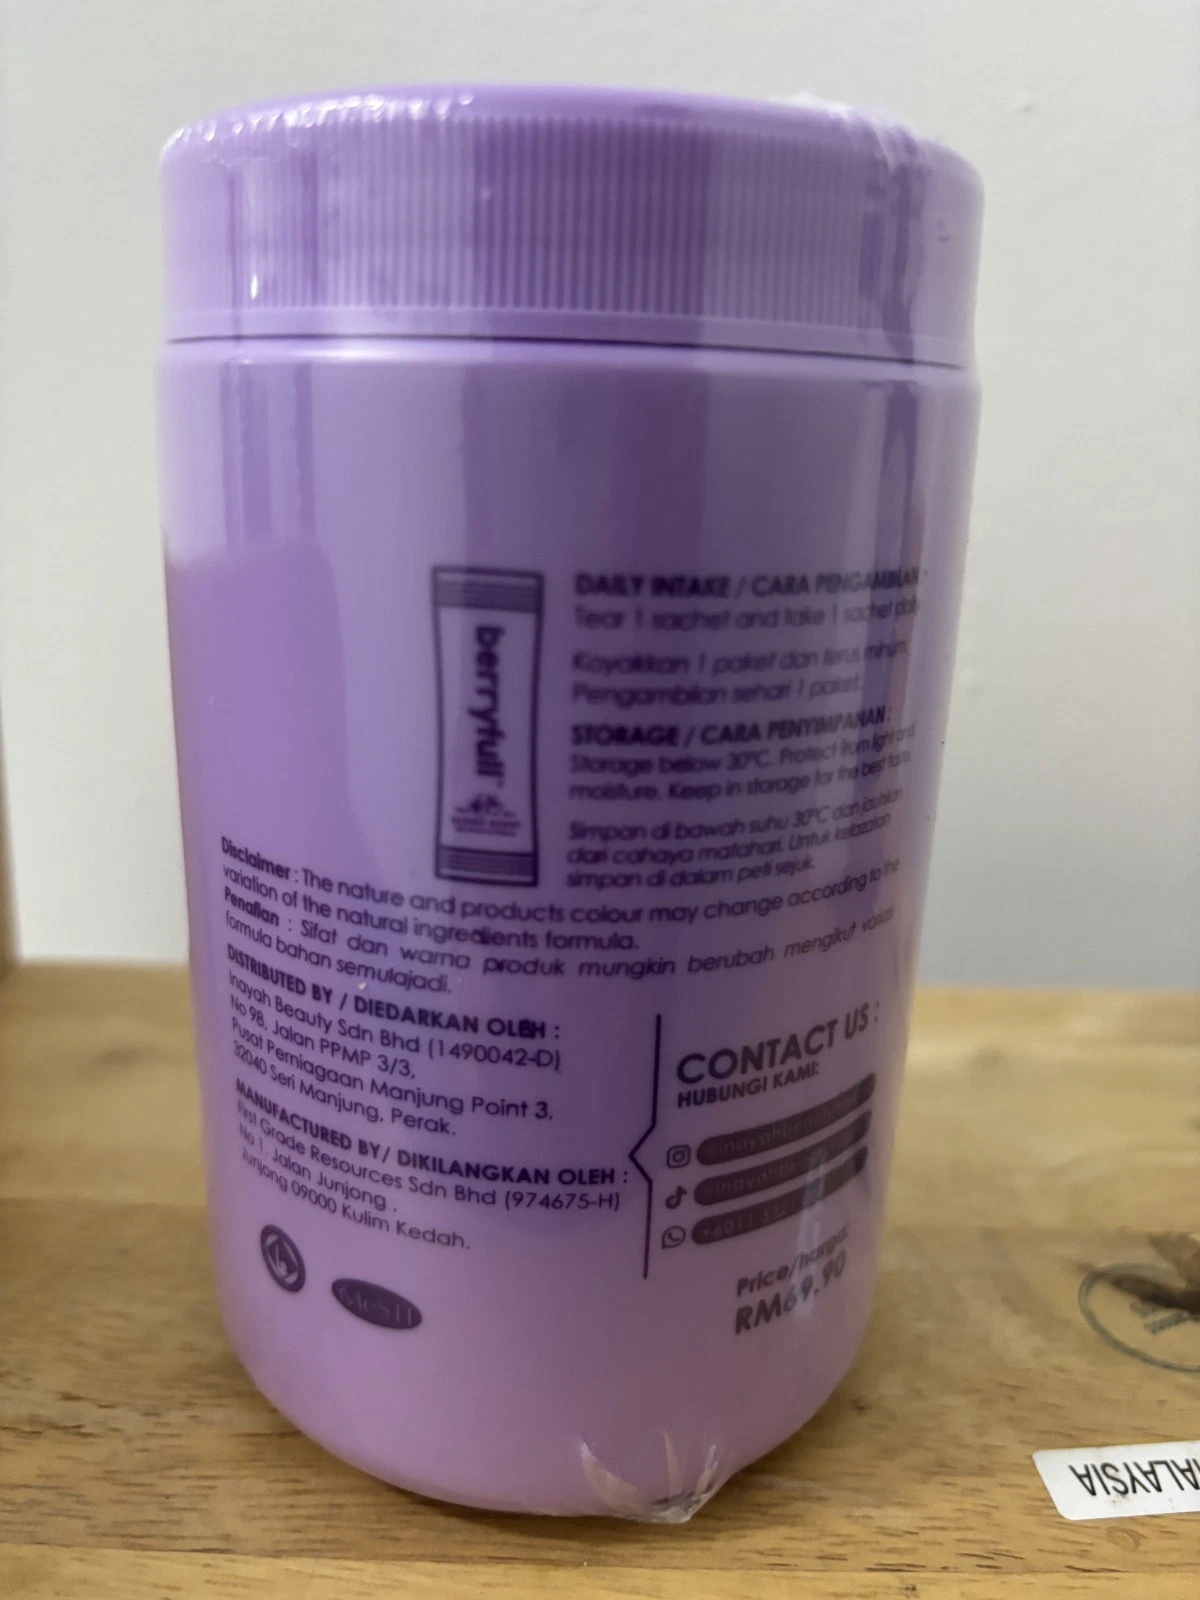 berryfull
DAILY INTAKE / CARA PENGAMBILAN :
Tear 1 sachet and take 1 sachet daily
Koyakkan 1 paket dan terus minum.
Pengambilan sehari 1 paket.
STORAGE / CARA PENYIMPANAN :
Storage below 30°C. Protect from light and
moisture. Keep in storage for the best taste.
Simpan di bawah suhu 30°C dan jauhkan
dari cahaya matahari. Untuk kelazatan
simpan di dalam peti sejuk.
Disclaimer : The nature and products colour may change according to the
variation of the natural ingredients formula.
Penafian : Sifat dan warna produk mungkin berubah mengikut variasi
formula bahan semulajadi.
DISTRIBUTED BY / DIEDARKAN OLEH :
Inayah Beauty Sdn Bhd (1490042-D)
No 98, Jalan PPMP 3/3,
Pusat Perniagaan Manjung Point 3,
32040 Seri Manjung, Perak.
MANUFACTURED BY/ DIKILANGKAN OLEH :
First Grade Resources Sdn Bhd (974675-H)
No 1, Jalan Junjong ,
Junjong 09000 Kulim Kedah.
MeSTI
CONTACT US :
HUBUNGI KAMI:
Price/harga:
RM69.90
MALAYSIA